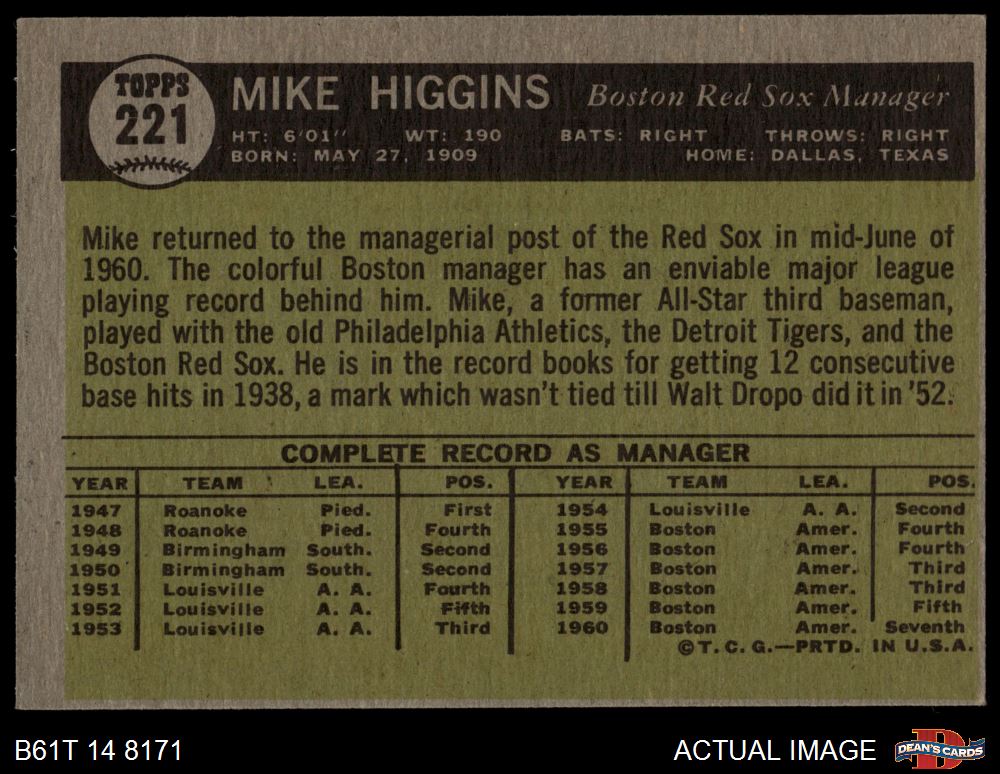 TOPPS
221
MIKE HIGGINS Boston Red Sox Manager
HT: 6'01" WT: 190 BATS: RIGHT THROWS: RIGHT
BORN: MAY 27, 1909 HOME: DALLAS, TEXAS
Mike returned to the managerial post of the Red Sox in mid-June of
1960. The colorful Boston manager has an enviable major league
playing record behind him. Mike, a former All-Star third baseman,
played with the old Philadelphia Athletics, the Detroit Tigers, and the
Boston Red Sox. He is in the record books for getting 12 consecutive
base hits in 1938, a mark which wasn't tied till Walt Dropo did it in '52.
COMPLETE RECORD AS MANAGER
YEAR TEAM LEA. POS. YEAR TEAM LEA. POS.
1947 Roanoke Pied. First 1954 Louisville A. A. Second
1948 Roanoke Pied. Fourth 1955 Boston Amer. Fourth
1949 Birmingham South. Second 1956 Boston Amer. Fourth
1950 Birmingham South. Second 1957 Boston Amer. Third
1951 Louisville A. A. Fourth 1958 Boston Amer. Third
1952 Louisville A. A. Fifth 1959 Boston Amer. Fifth
1953 Louisville A. A. Third 1960 Boston Amer. Seventh
©T. C. G.—PRTD. IN U.S.A.
B61T 14 8171 ACTUAL IMAGE DEAN'S CARDS